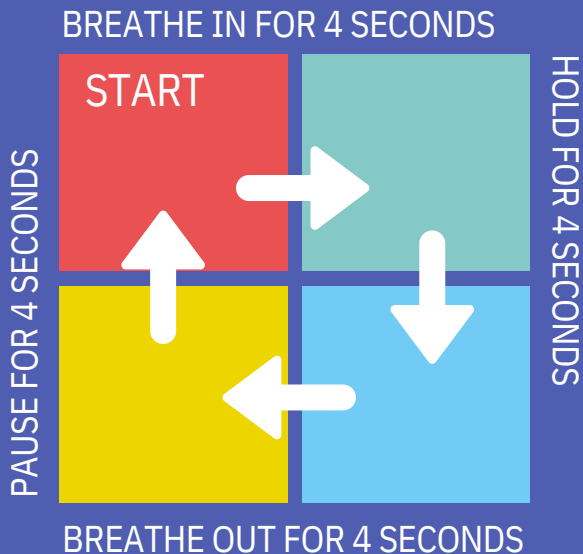 BREATHE IN FOR 4 SECONDS
START
HOLD FOR 4 SECONDS
BREATHE OUT FOR 4 SECONDS
PAUSE FOR 4 SECONDS